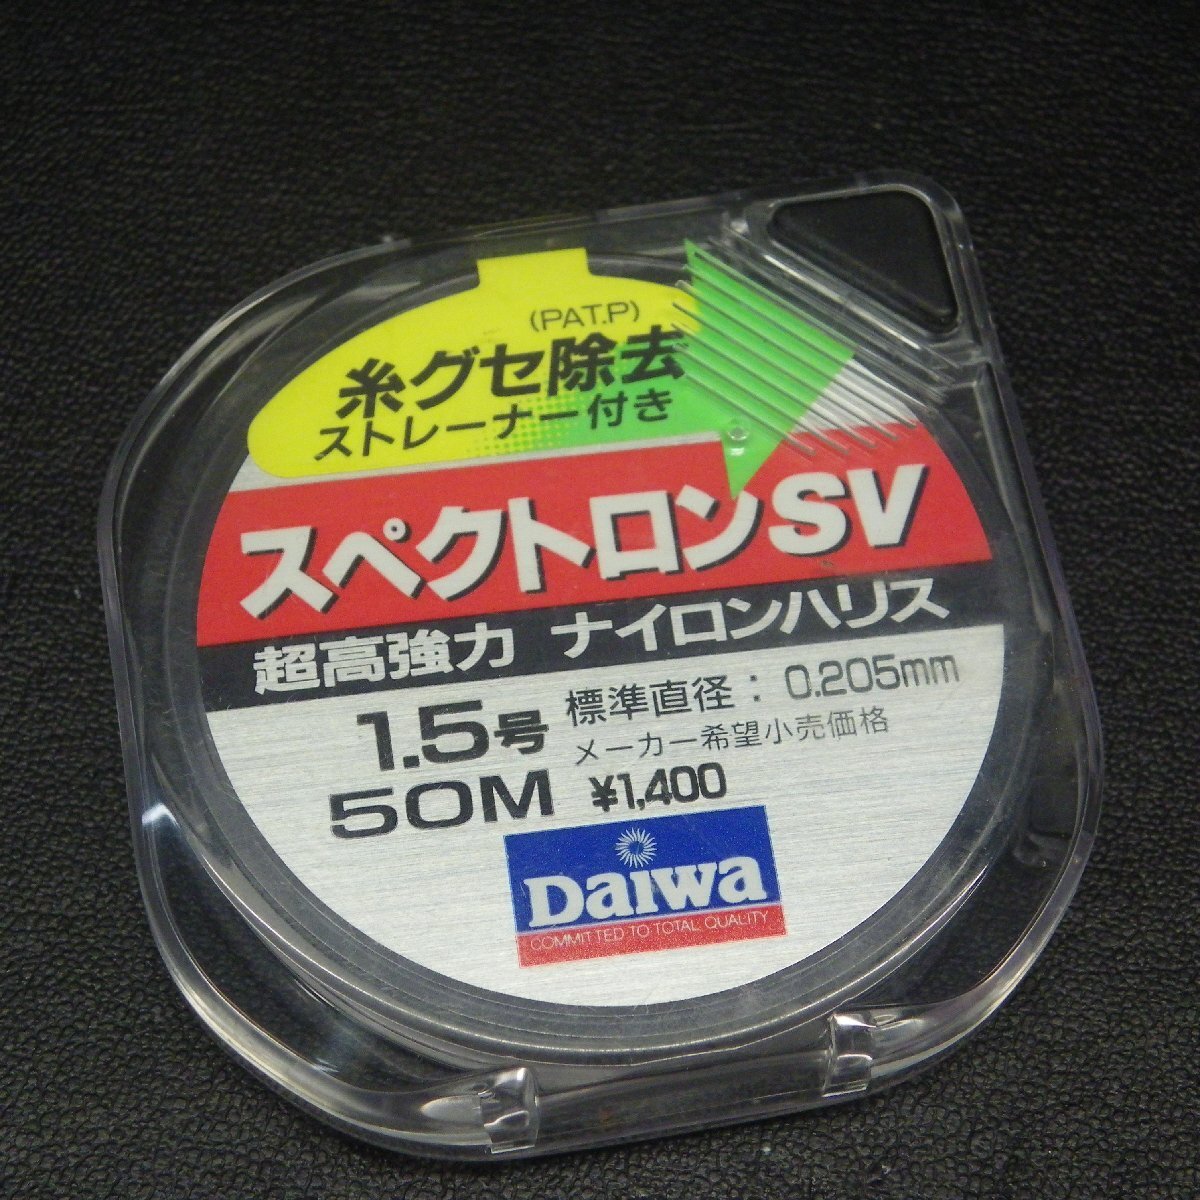 (PAT.P)
糸グセ除去
ストレーナー付き
スペクトロンSV
超高強力 ナイロンハリス
1.5号 標準直径：0.205mm
メーカー希望小売価格
50M ¥1,400
Daiwa
COMMITTED TO TOTAL QUALITY